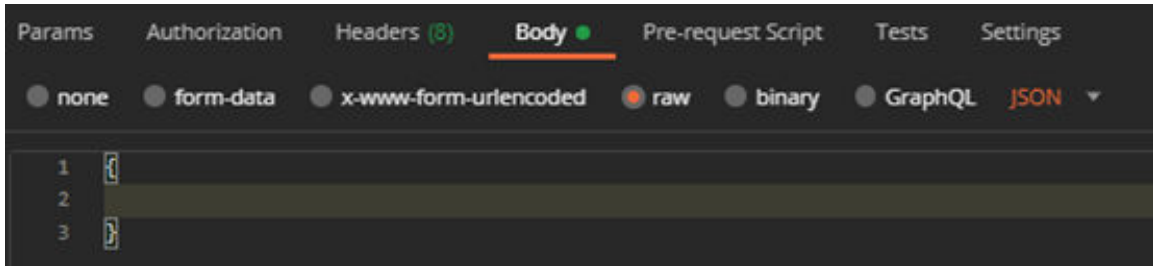 Params Authorization Headers (8) Body Pre-request Script Tests Settings
none form-data x-www-form-urlencoded raw binary GraphQL JSON
1 {
2
3 }